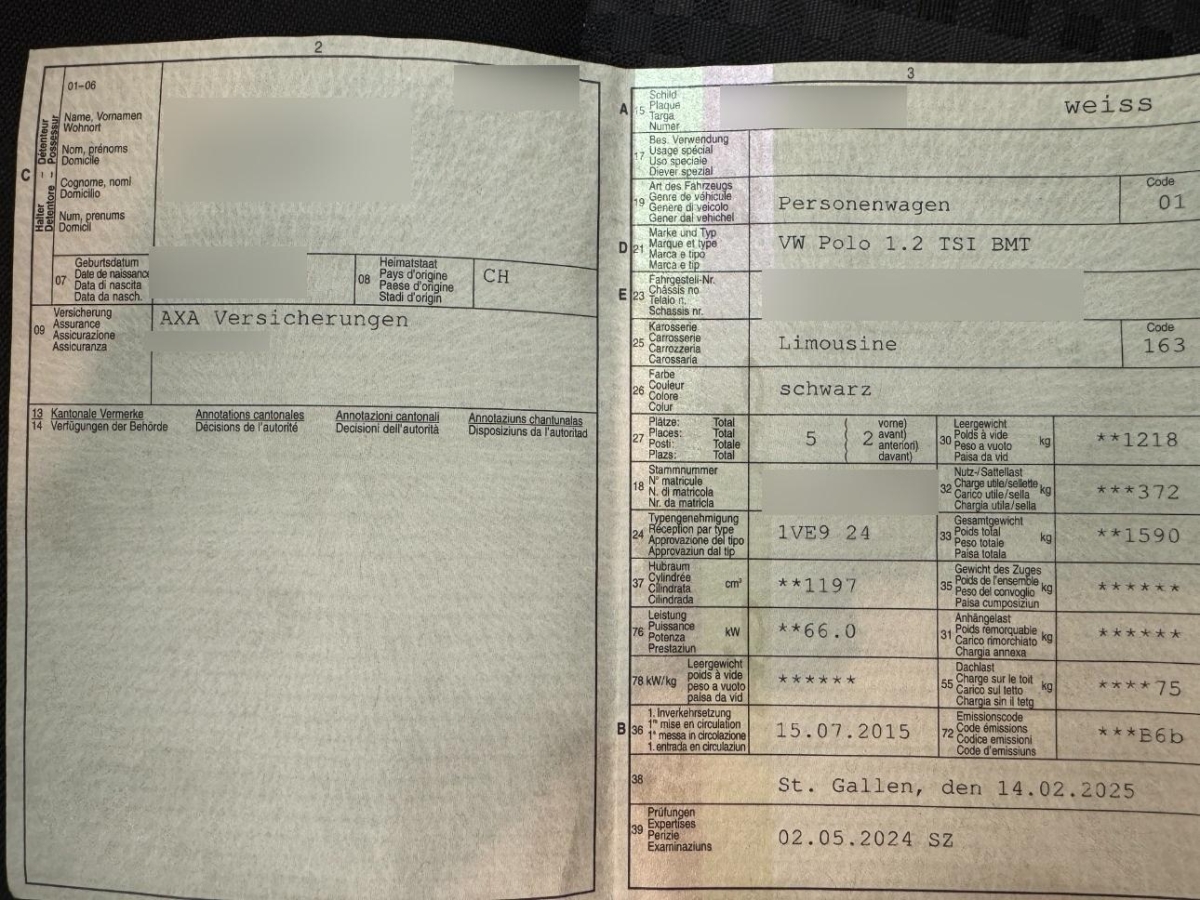 2
01-06
C
Halter - Détenteur
Detentore - Possessur
Name, Vornamen
Wohnort
Nom, prénoms
Domicile
Cognome, nomi
Domicilio
Num, prenums
Domicil
07
Geburtsdatum
Date de naissanc
Data di nascita
Data da nasch.
08
Heimatstaat
Pays d'origine
Paese d'origine
Stadi d'origin
CH
09
Versicherung
Assurance
Assicurazione
Assicuranza
AXA Versicherungen
13 Kantonale Vermerke Annotations cantonales Annotazioni cantonali Annotaziuns chantunalas
14 Verfügungen der Behörde Décisions de l'autorité Decisioni dell'autorità Disposiziuns da l'autoritad
3
A 15
Schild
Plaque
Targa
Numer
weiss
17
Bes. Verwendung
Usage spécial
Uso speciale
Diever spezial
19
Art des Fahrzeugs
Genre de véhicule
Genere di veicolo
Gener dal vehichel
Personenwagen
Code
01
D 21
Marke und Typ
Marque et type
Marca e tipo
Marca e tip
VW Polo 1.2 TSI BMT
E 23
Fahrgestell-Nr.
Châssis no
Telaio n.
Schassis nr.
25
Karosserie
Carrosserie
Carrozzeria
Carossaria
Limousine
Code
163
26
Farbe
Couleur
Colore
Colur
schwarz
27
Plätze: Total
Places: Total
Posti: Totale
Plazs: Total
5
( 2
vorne)
avant)
anteriori)
davant)
30
Leergewicht
Poids à vide
Peso a vuoto
Paisa da vid
kg
**1218
18
Stammnummer
N° matricule
N. di matricola
Nr. da matricla
32
Nutz-/Sattellast
Charge utile/sellette
Carico utile/sella
Chargia utila/sella
kg
***372
24
Typengenehmigung
Réception par type
Approvazione del tipo
Approvaziun dal tip
1VE9 24
33
Gesamtgewicht
Poids total
Peso totale
Paisa totala
kg
**1590
37
Hubraum
Cylindrée
Cilindrata
Cilindrada
cm³
**1197
35
Gewicht des Zuges
Poids de l'ensemble
Peso del convoglio
Paisa cumposiziun
kg
******
76
Leistung
Puissance
Potenza
Prestaziun
kW
**66.0
31
Anhängelast
Poids remorquable
Carico rimorchiato
Chargia annexa
kg
******
78 kW/kg
Leergewicht
poids à vide
peso a vuoto
paisa da vid
******
55
Dachlast
Charge sur le toit
Carico sul tetto
Chargia sin il tetg
kg
****75
B 36
1. Inverkehrsetzung
1re mise en circulation
1a messa in circolazione
1. entrada en circulaziun
15.07.2015
72
Emissionscode
Code émissions
Codice emissioni
Code d'emissiuns
***B6b
38
St. Gallen, den 14.02.2025
39
Prüfungen
Expertises
Perizie
Examinaziuns
02.05.2024 SZ